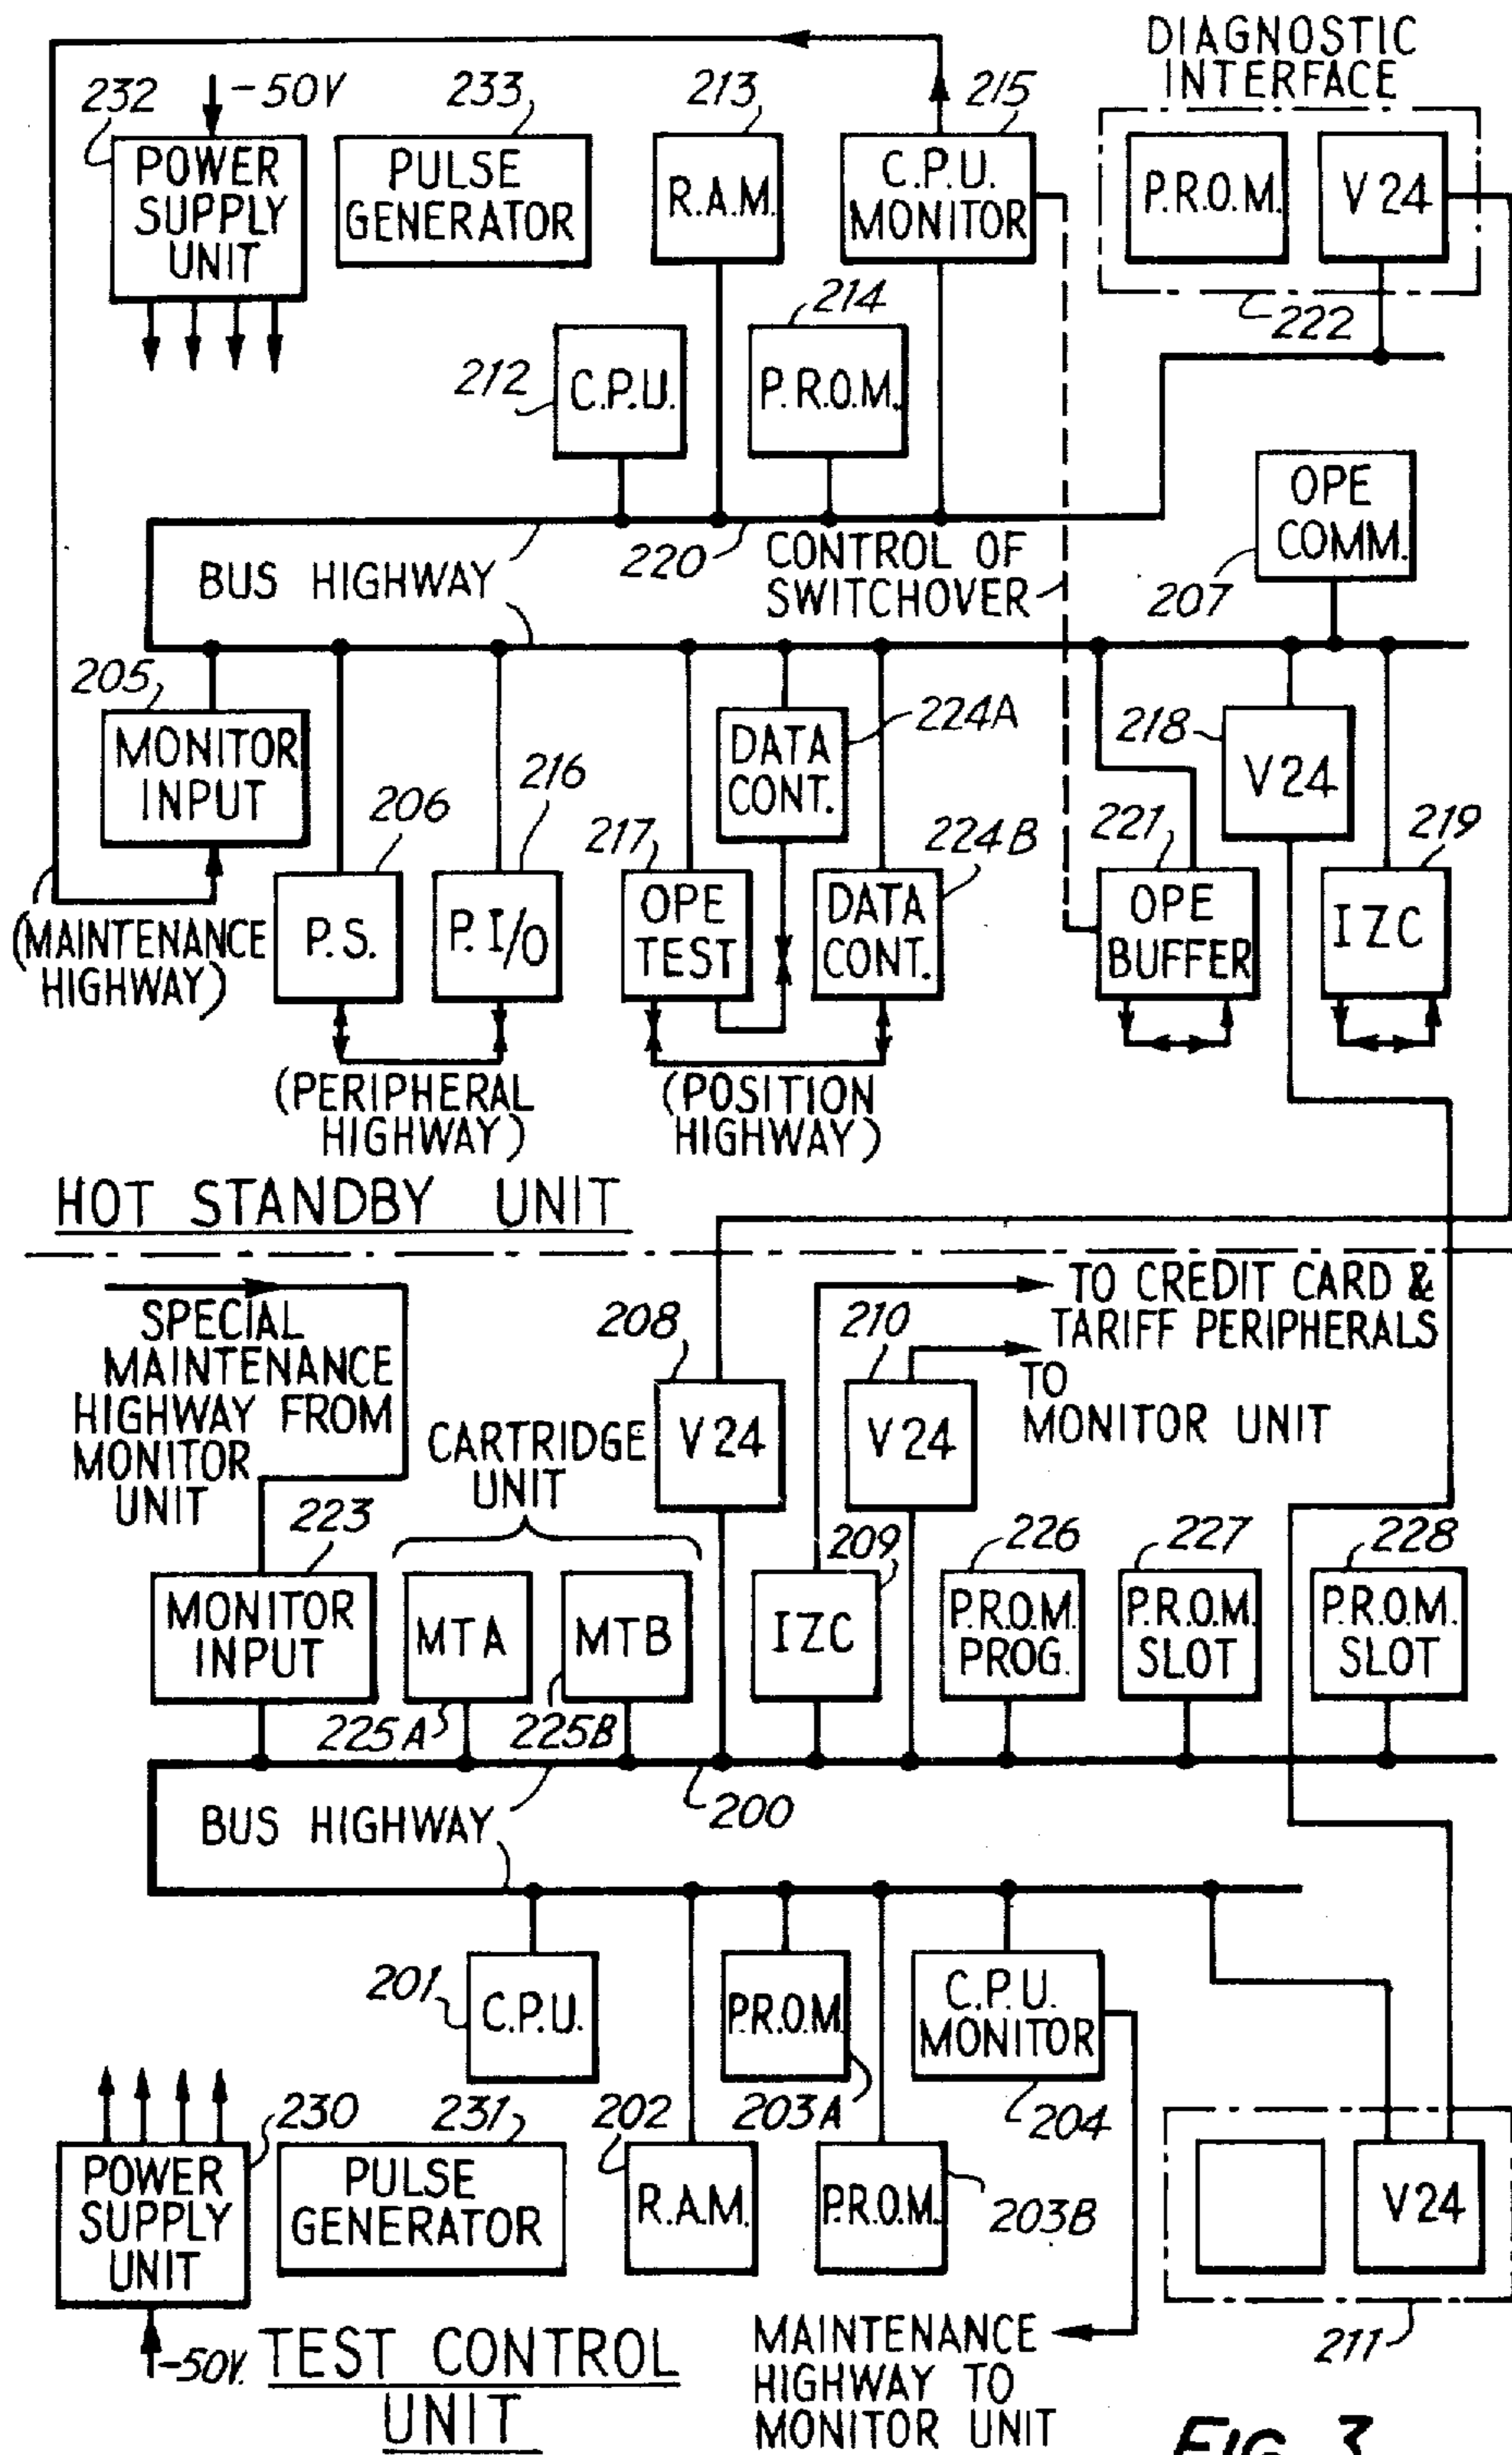 DIAGNOSTIC
INTERFACE
232
-50V
233
213
215
POWER
SUPPLY
UNIT
PULSE
GENERATOR
R.A.M.
C.P.U.
MONITOR
P.R.O.M.
V24
222
212
C.P.U.
214
P.R.O.M.
OPE
COMM.
207
BUS HIGHWAY
220
CONTROL OF
SWITCHOVER
205
MONITOR
INPUT
(MAINTENANCE
HIGHWAY)
206
P.S.
216
P.I/O
(PERIPHERAL
HIGHWAY)
217
OPE
TEST
DATA
CONT.
224A
224B
DATA
CONT.
(POSITION
HIGHWAY)
221
OPE
BUFFER
218
V24
219
IZC
HOT STANDBY UNIT
SPECIAL
MAINTENANCE
HIGHWAY FROM
MONITOR
UNIT
208
V24
210
V24
TO CREDIT CARD &
TARIFF PERIPHERALS
TO
MONITOR UNIT
CARTRIDGE
UNIT
223
MONITOR
INPUT
MTA
225A
MTB
225B
209
IZC
226
P.R.O.M.
PROG.
227
P.R.O.M.
SLOT
228
P.R.O.M.
SLOT
BUS HIGHWAY
200
201
C.P.U.
P.R.O.M.
203A
C.P.U.
MONITOR
204
230
POWER
SUPPLY
UNIT
-50V.
231
PULSE
GENERATOR
202
R.A.M.
P.R.O.M.
203B
V24
211
TEST CONTROL
UNIT
MAINTENANCE
HIGHWAY TO
MONITOR UNIT
FIG. 3